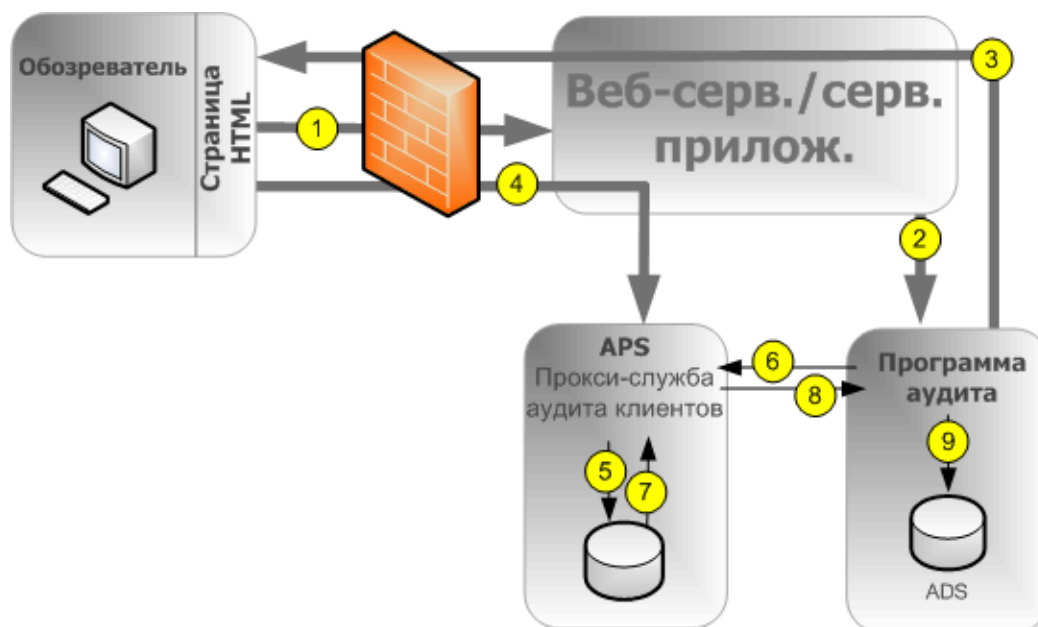 Обозреватель
Страница
HTML
1
4
Веб-серв./серв.
прилож.
3
2
APS
Прокси-служба
аудита клиентов
5
7
6
8
Программа
аудита
9
ADS